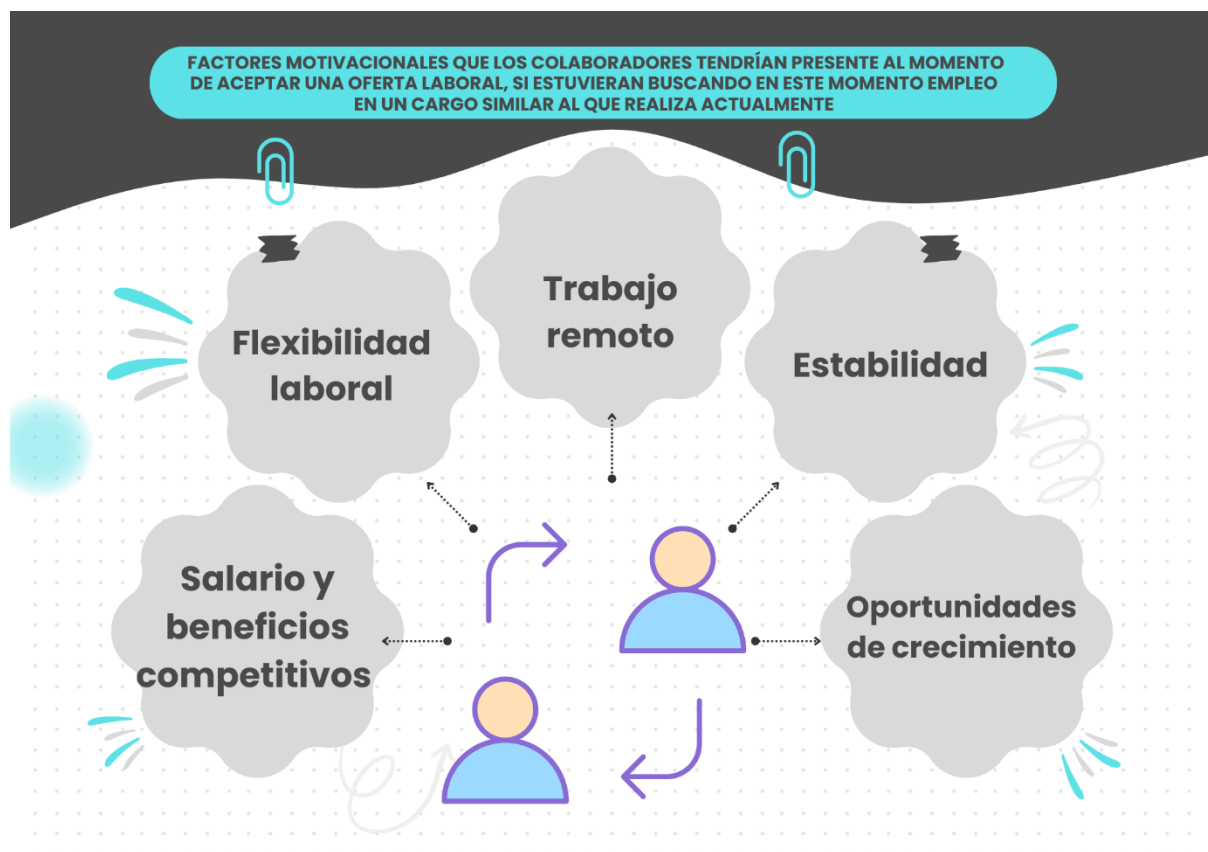 FACTORES MOTIVACIONALES QUE LOS COLABORADORES TENDRÍAN PRESENTE AL MOMENTO
DE ACEPTAR UNA OFERTA LABORAL, SI ESTUVIERAN BUSCANDO EN ESTE MOMENTO EMPLEO
EN UN CARGO SIMILAR AL QUE REALIZA ACTUALMENTE
Trabajo
remoto
Flexibilidad
laboral
Estabilidad
Salario y
beneficios
competitivos
Oportunidades
de crecimiento